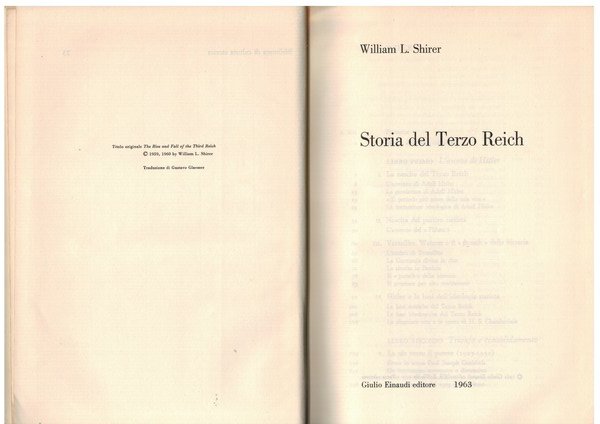 Titolo originale The Rise and Fall of the Third Reich
© 1959, 1960 by William L. Shirer
Traduzione di Gustavo Glaesser
William L. Shirer
Storia del Terzo Reich
Giulio Einaudi editore 1963